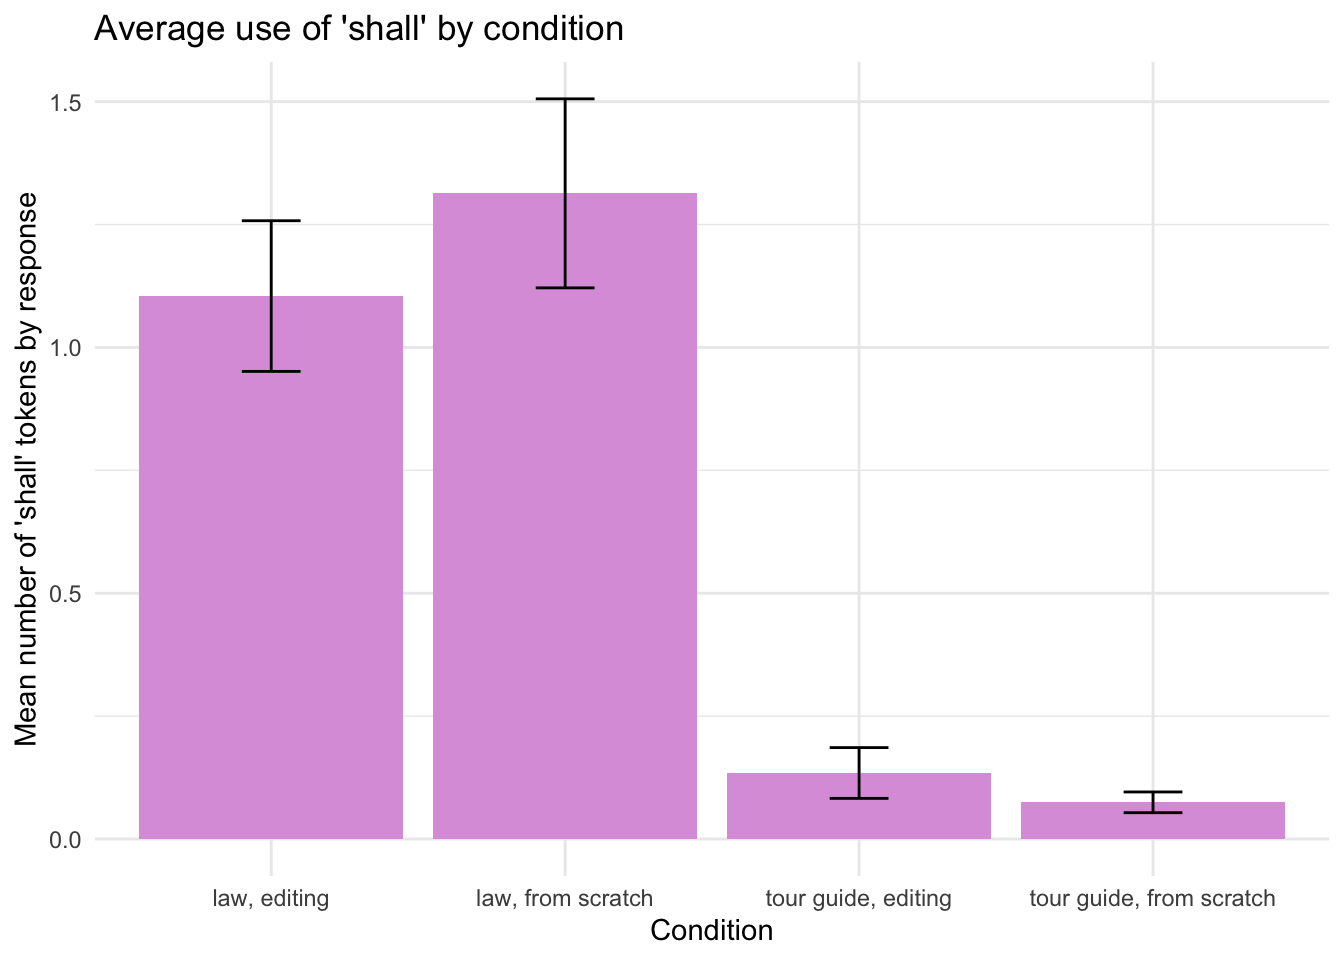 Average use of 'shall' by condition
Mean number of 'shall' tokens by response
1.5
1.0
0.5
0.0
law, editing
law, from scratch
tour guide, editing
tour guide, from scratch
Condition